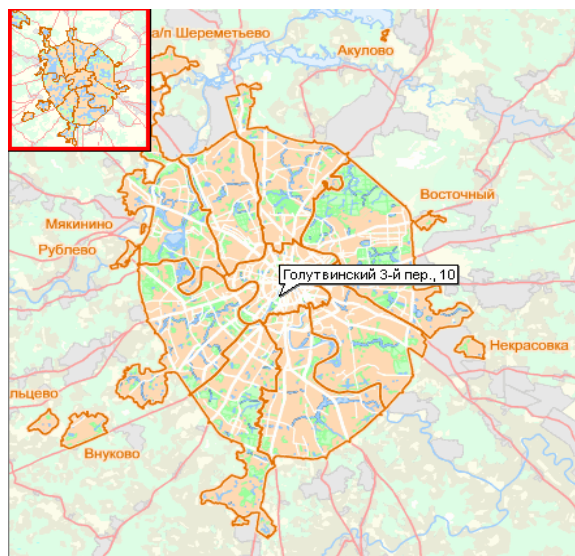 а/п Шереметьево
Акулово
Восточный
Мякинино
Рублево
Голутвинский 3-й пер., 10
Некрасовка
льцево
Внуково